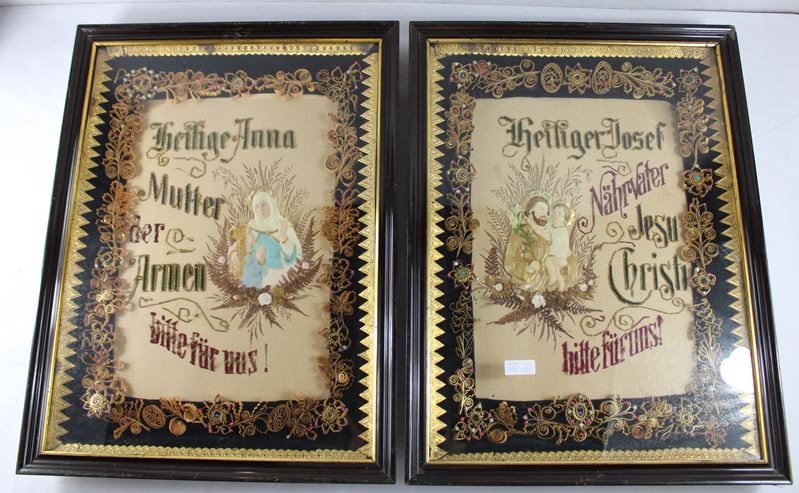 Heilige Anna
Mutter
der
Armen
bitte für uns!
Heiliger Josef
Nährvater
Jesu
Christi
bitte für uns!